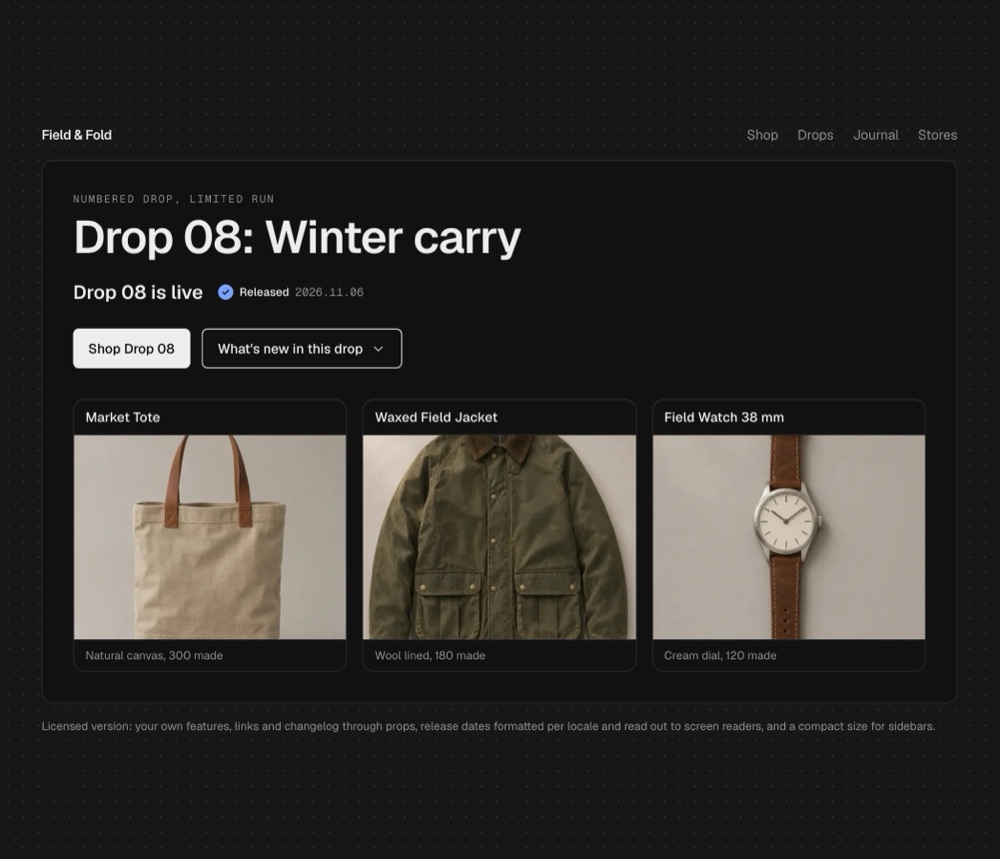 Field & Fold
Shop Drops Journal Stores
NUMBERED DROP, LIMITED RUN
Drop 08: Winter carry
Drop 08 is live Released 2026.11.06
Shop Drop 08 What's new in this drop
Market Tote
Waxed Field Jacket
Field Watch 38 mm
Natural canvas, 300 made
Wool lined, 180 made
Cream dial, 120 made
Licensed version: your own features, links and changelog through props, release dates formatted per locale and read out to screen readers, and a compact size for sidebars.